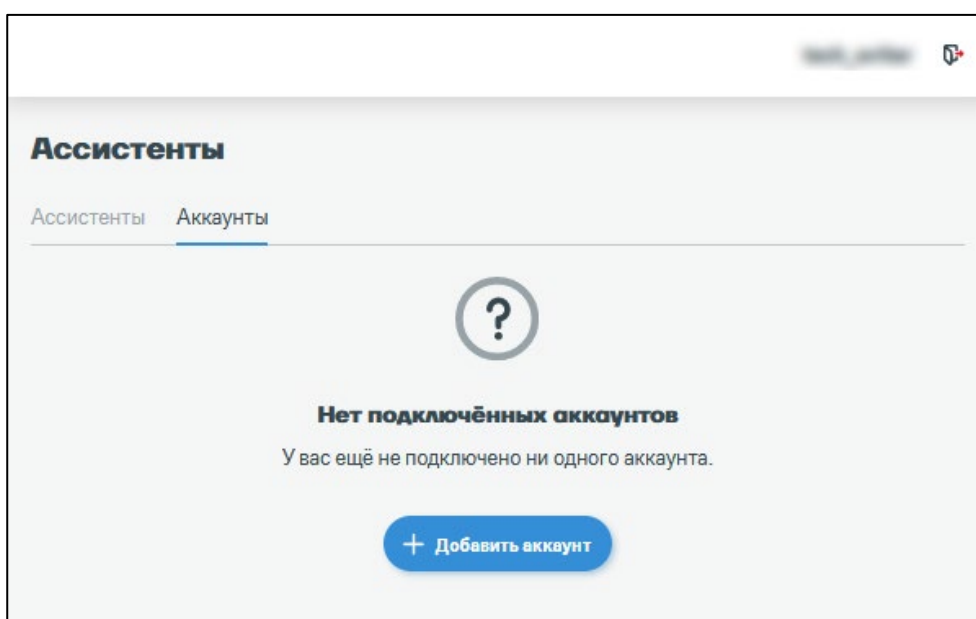 Ассистенты
Ассистенты Аккаунты
Нет подключённых аккаунтов
У вас ещё не подключено ни одного аккаунта.
Добавить аккаунт